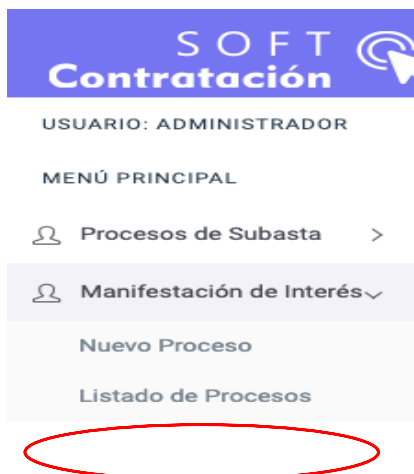 SOFT
Contratación
USUARIO: ADMINISTRADOR
MENÚ PRINCIPAL
Procesos de Subasta >
Manifestación de Interés
Nuevo Proceso
Listado de Procesos